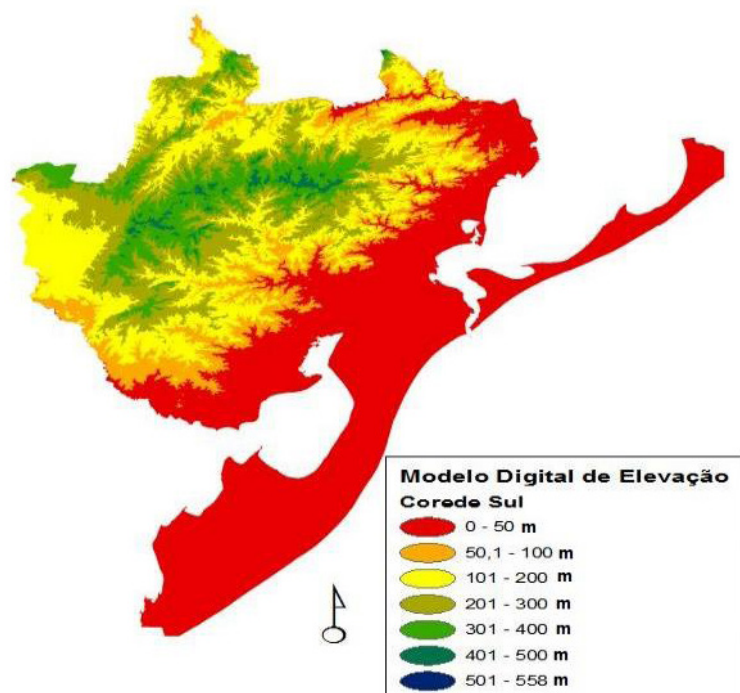 Modelo Digital de Elevação
Corede Sul
0 - 50 m
50,1 - 100 m
101 - 200 m
201 - 300 m
301 - 400 m
401 - 500 m
501 - 558 m